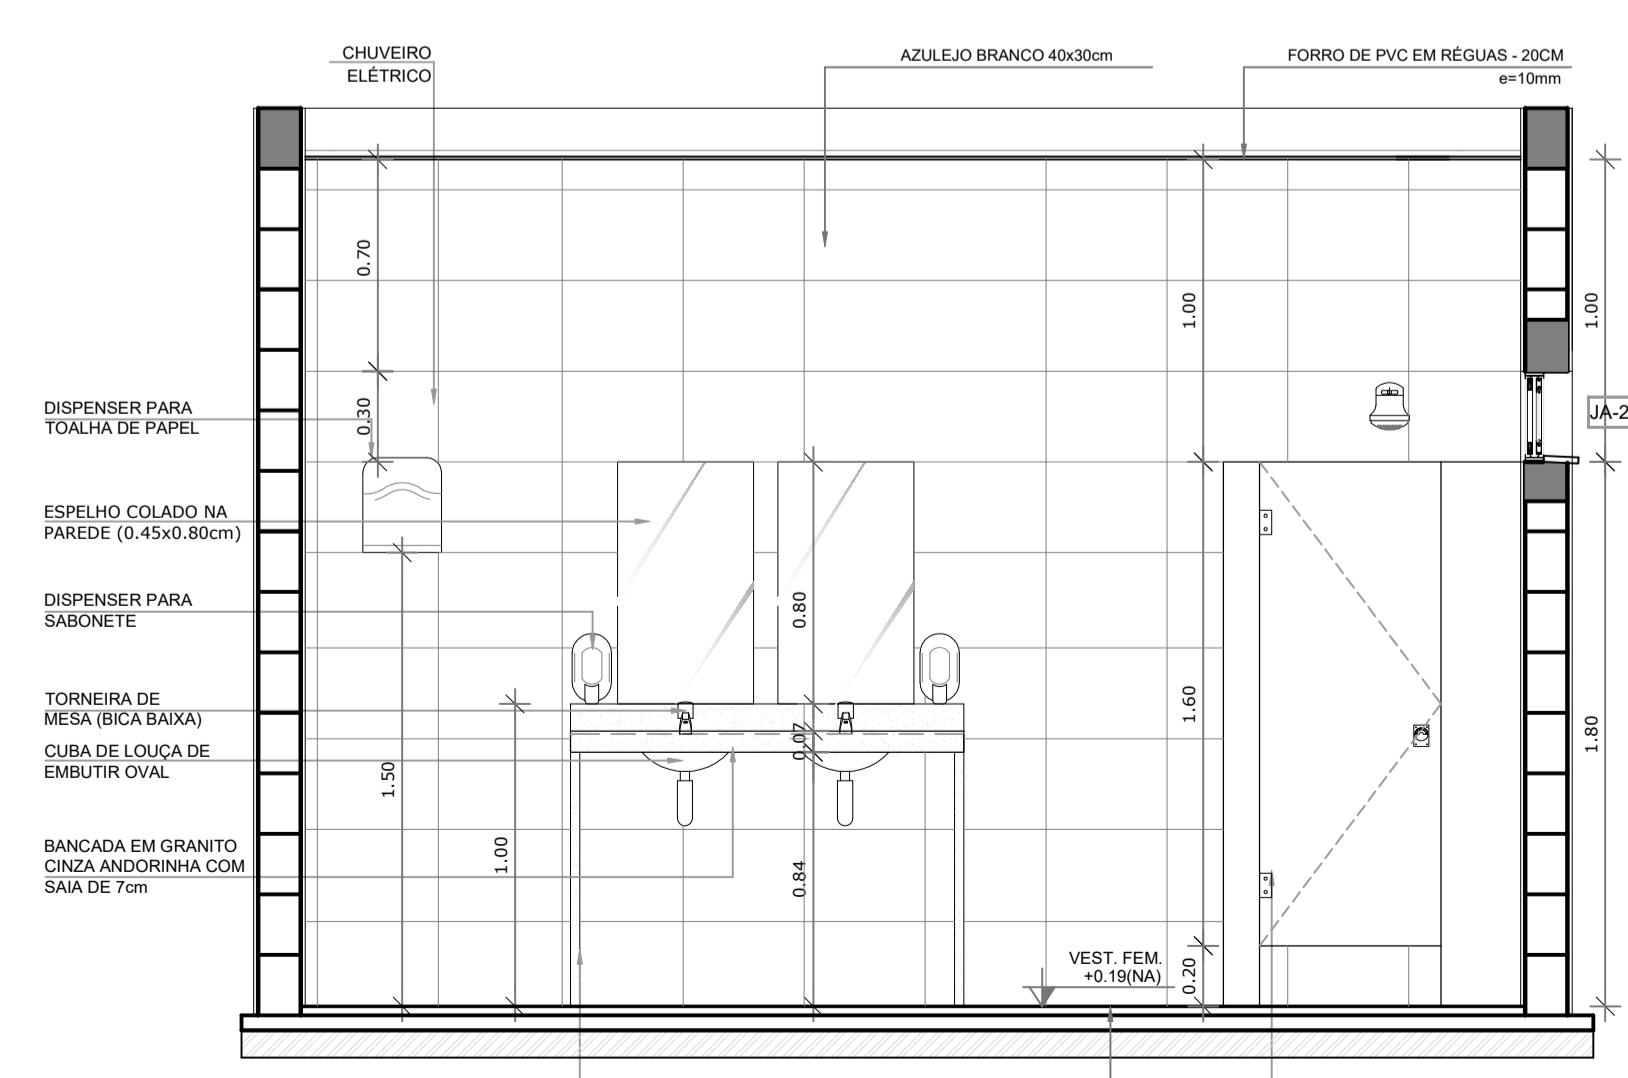 CHUVEIRO
ELÉTRICO
AZULEJO BRANCO 40x30cm
FORRO DE PVC EM RÉGUAS - 20CM
e=10mm
0.70
1.00
1.00
0.30
DISPENSER PARA
TOALHA DE PAPEL
JA-2
ESPELHO COLADO NA
PAREDE (0.45x0.80cm)
DISPENSER PARA
SABONETE
0.80
TORNEIRA DE
MESA (BICA BAIXA)
1.60
1.80
0.07
CUBA DE LOUÇA DE
EMBUTIR OVAL
1.50
BANCADA EM GRANITO
CINZA ANDORINHA COM
SAIA DE 7cm
1.00
0.84
VEST. FEM.
+0.19(NA)
0.20